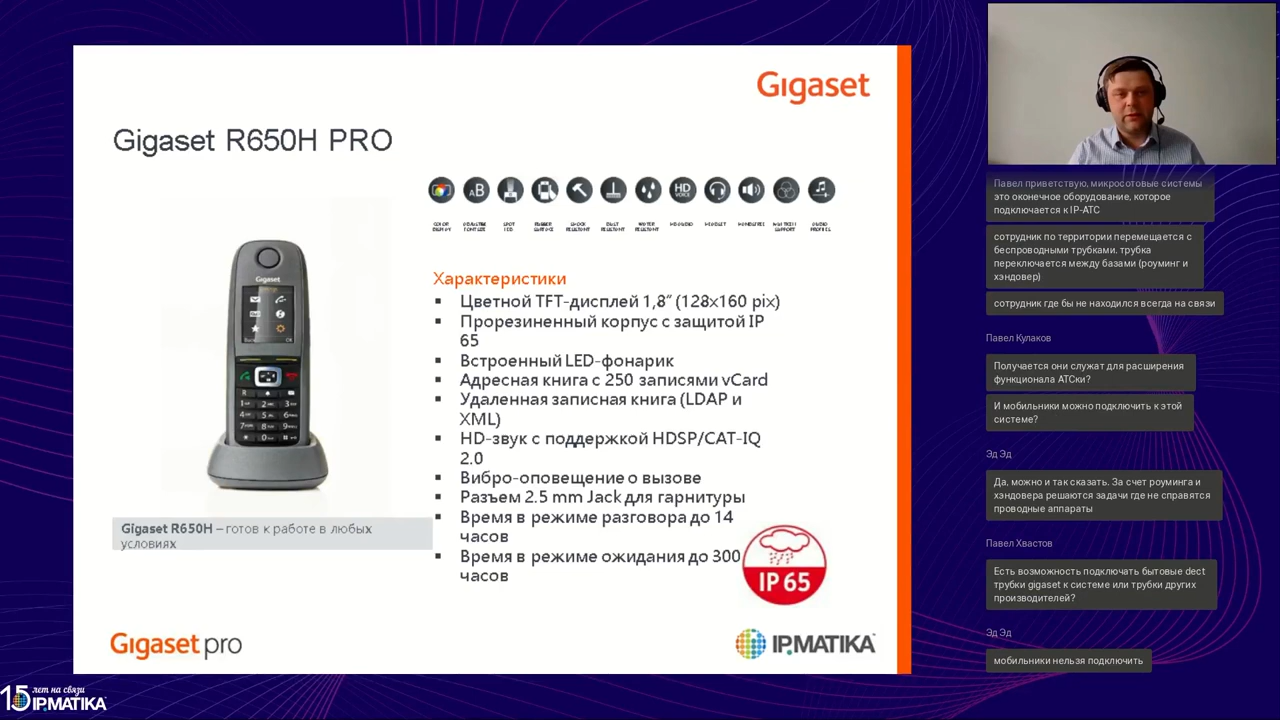 Gigaset
Gigaset R650H PRO
HD
VOICE
Характеристики
▪ Цветной TFT-дисплей 1,8” (128x160 pix)
▪ Прорезиненный корпус с защитой IP
65
▪ Встроенный LED-фонарик
▪ Адресная книга с 250 записями vCard
▪ Удаленная записная книга (LDAP и
XML)
▪ HD-звук с поддержкой HDSP/CAT-IQ
2.0
▪ Вибро-оповещение о вызове
▪ Разъем 2.5 mm Jack для гарнитуры
▪ Время в режиме разговора до 14
часов
▪ Время в режиме ожидания до 300
часов
Gigaset
Gigaset R650H – готов к работе в любых
условиях
IP 65
Gigaset pro
IP.MATIKA
15 лет на связи
IP.MATIKA
Павел приветствую, микросотовые системы
это оконечное оборудование, которое
подключается к IP-АТС
сотрудник по территории перемещается с
беспроводными трубками. трубка
переключается между базами (роуминг и
хэндовер)
сотрудник где бы не находился всегда на связи
Павел Кулаков
Получается они служат для расширения
функционала АТСки?
И мобильники можно подключить к этой
системе?
Эд Эд
Да, можно и так сказать. За счет роуминга и
хэндовера решаются задачи где не справятся
проводные аппараты
Павел Хвастов
Есть возможность подключать бытовые dect
трубки gigaset к системе или трубки других
производителей?
Эд Эд
мобильники нельзя подключить